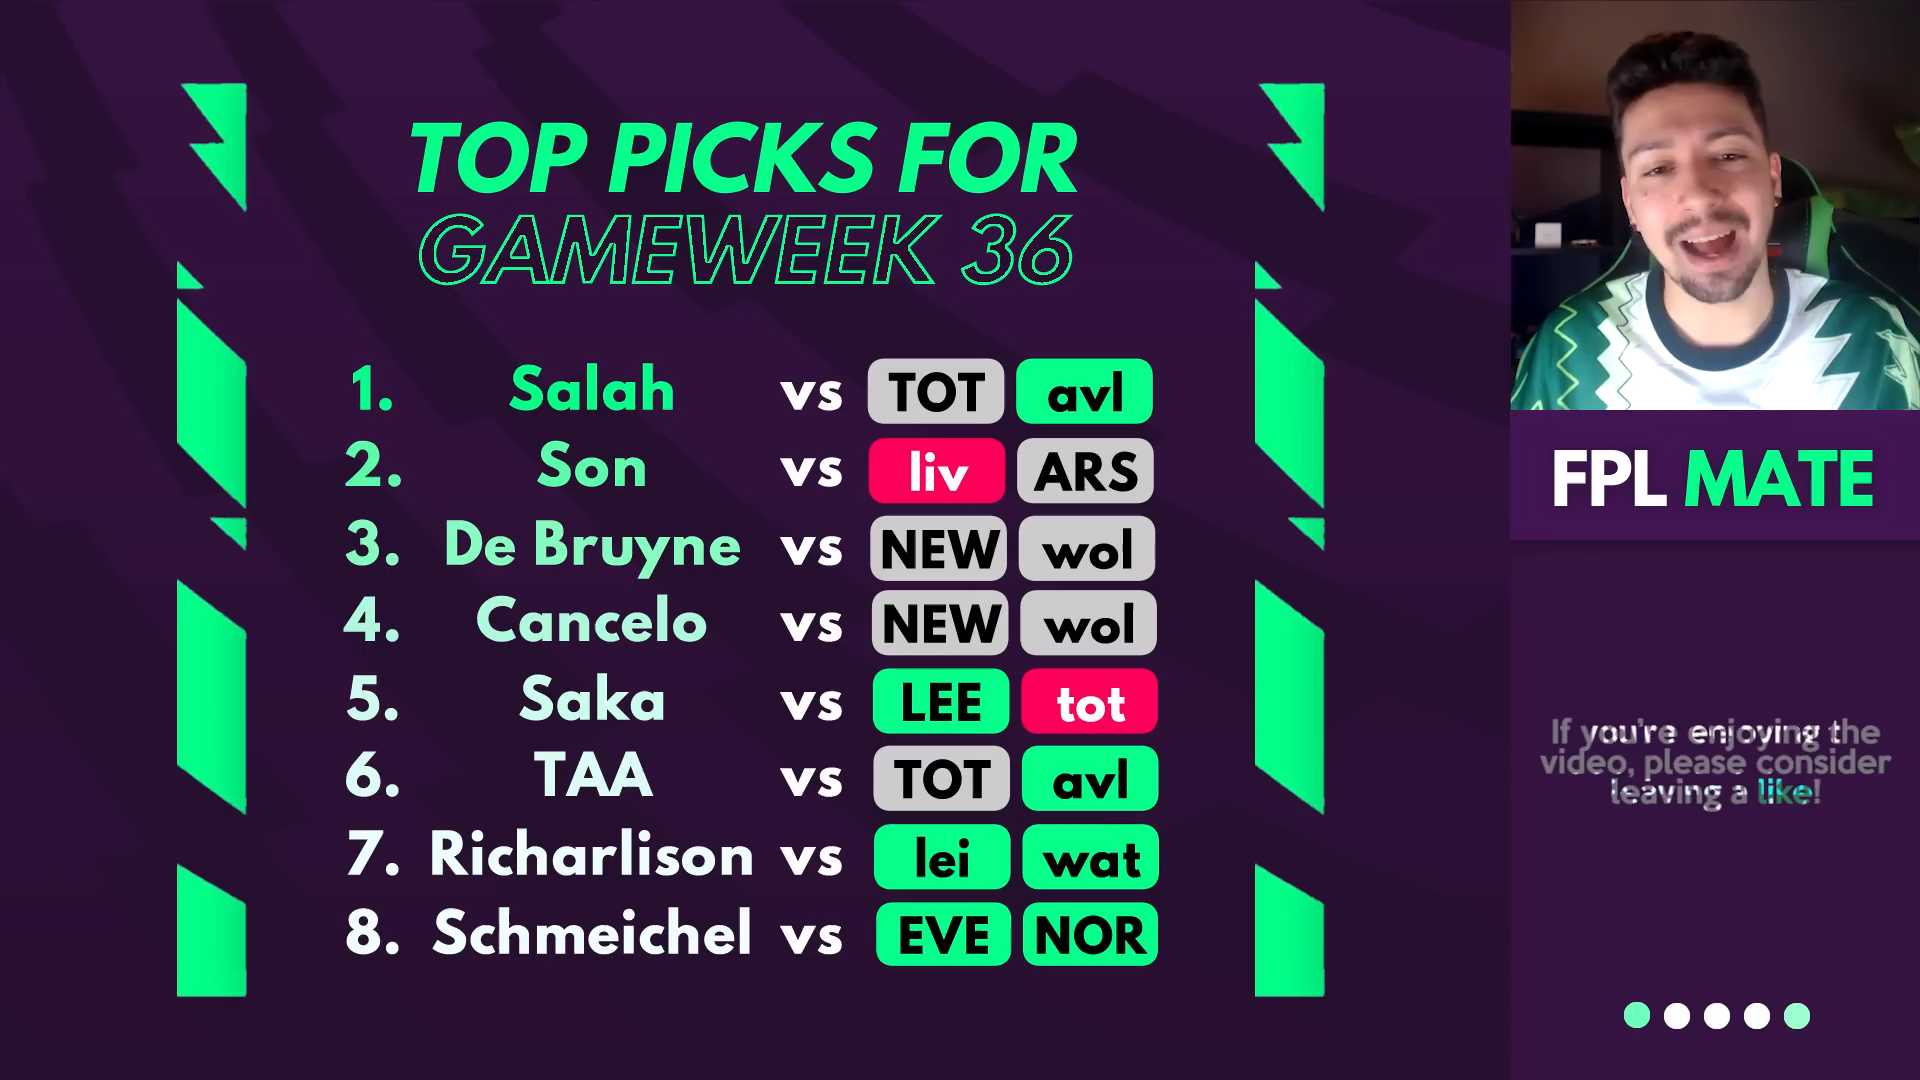 TOP PICKS FOR
GAMEWEEK 36
1. Salah vs TOT avl
2. Son vs liv ARS
3. De Bruyne vs NEW wol
4. Cancelo vs NEW wol
5. Saka vs LEE tot
6. TAA vs TOT avl
7. Richarlison vs lei wat
8. Schmeichel vs EVE NOR
FPL MATE
If you're enjoying the
video, please consider
leaving a like!